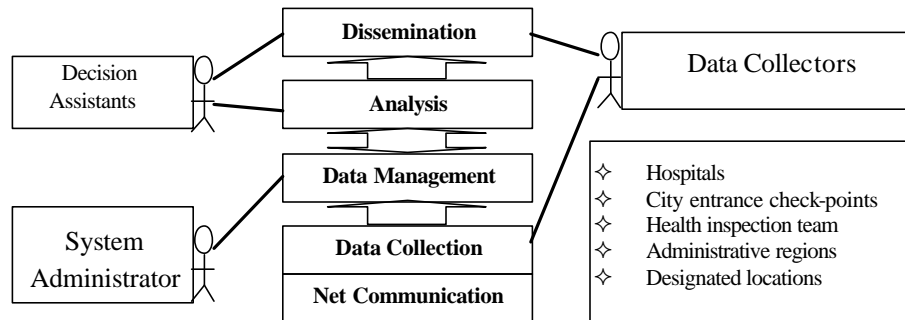 Dissemination
Decision
Assistants
Data Collectors
Analysis
Data Management
Hospitals
City entrance check-points
Health inspection team
Administrative regions
Designated locations
System
Administrator
Data Collection
Net Communication